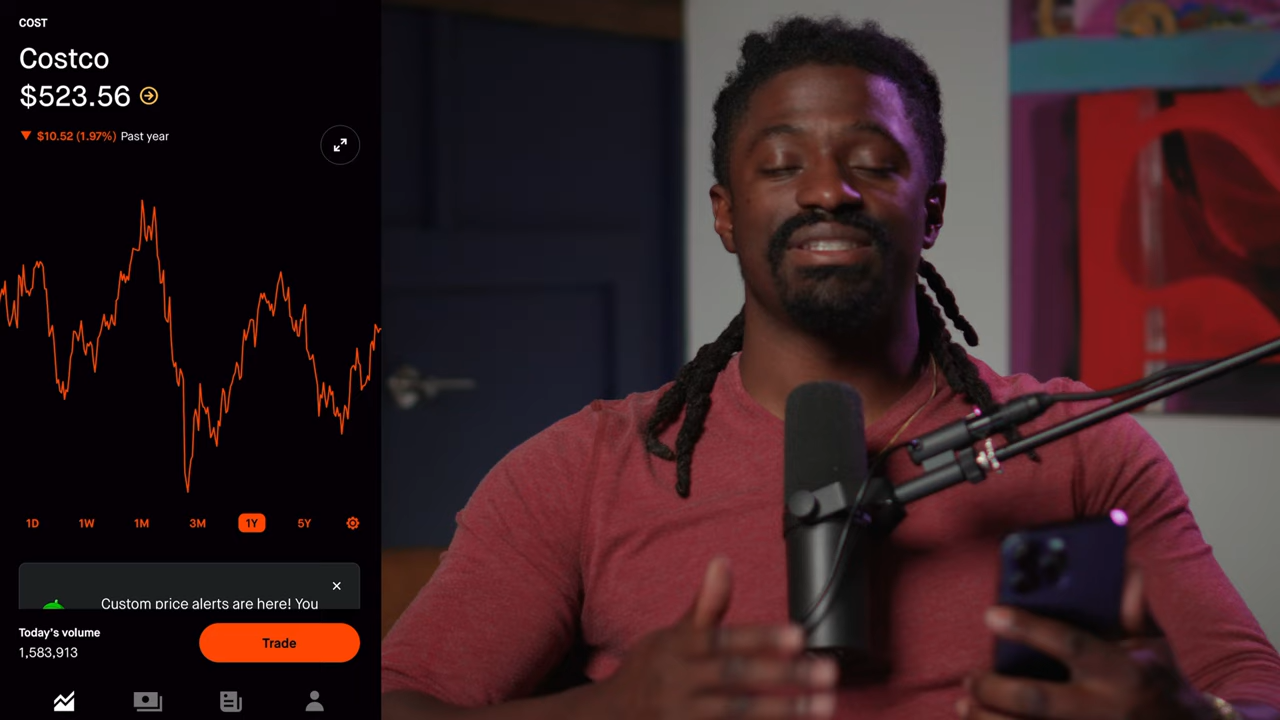 COST
Costco
$523.56
$10.52 (1.97%) Past year
1D 1W 1M 3M 1Y 5Y
Custom price alerts are here! You
Today's volume
1,583,913
Trade